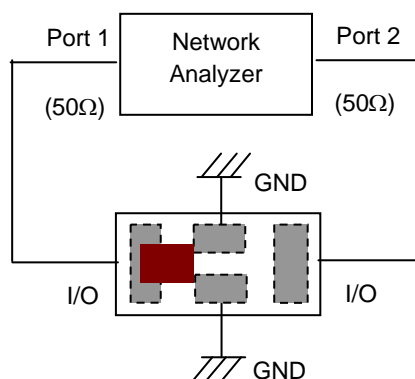 Port 1
Network
Analyzer
Port 2
(50Ω)
(50Ω)
GND
I/O
I/O
GND